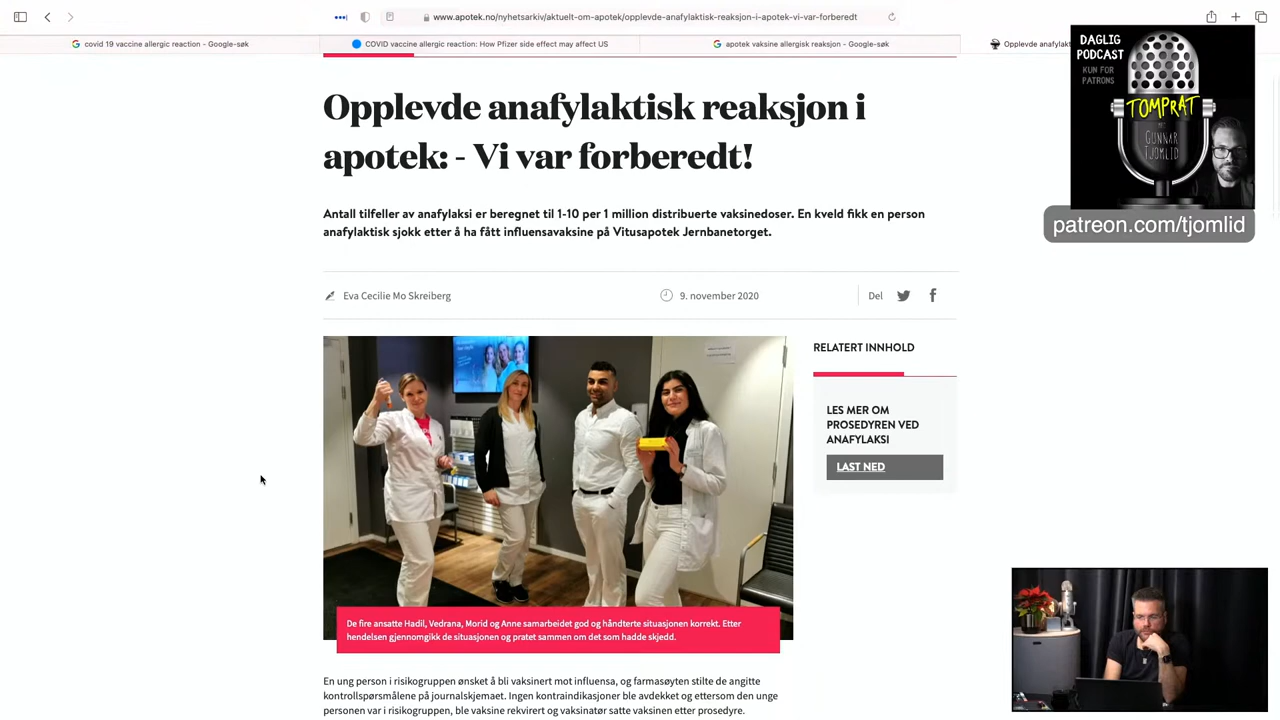 www.apotek.no/nyhetsarkiv/aktuelt-om-apotek/opplevde-anafylaktisk-reaksjon-i-apotek-vi-var-forberedt
covid 19 vaccine allergic reaction - Google-søk
COVID vaccine allergic reaction: How Pfizer side effect may affect US
apotek vaksine allergisk reaksjon - Google-søk
Opplevde anafylakt
DAGLIG
PODCAST
KUN FOR
PATRONS
TOMPRAT
GUNNAR
TJOMLID
patreon.com/tjomlid
Opplevde anafylaktisk reaksjon i
apotek: - Vi var forberedt!
Antall tilfeller av anafylaksi er beregnet til 1-10 per 1 million distribuerte vaksinedoser. En kveld fikk en person
anafylaktisk sjokk etter å ha fått influensavaksine på Vitusapotek Jernbanetorget.
Eva Cecilie Mo Skreiberg
9. november 2020
Del
RELATERT INNHOLD
LES MER OM
PROSEDYREN VED
ANAFYLAKSI
LAST NED
De fire ansatte Hadil, Vedrana, Morid og Anne samarbeidet god og håndterte situasjonen korrekt. Etter
hendelsen gjennomgikk de situasjonen og pratet sammen om det som hadde skjedd.
En ung person i risikogruppen ønsket å bli vaksinert mot influensa, og farmasøyten stilte de angitte
kontrollspørsmålene på journalskjemaet. Ingen kontraindikasjoner ble avdekket og ettersom den unge
personen var i risikogruppen, ble vaksine rekvirert og vaksinatør satte vaksinen etter prosedyre.